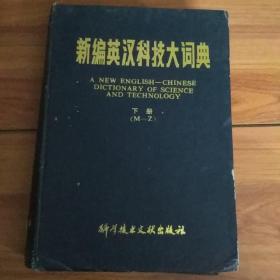 新编英汉科技大词典
A NEW ENGLISH—CHINESE
DICTIONARY OF SCIENCE
AND TECHNOLOGY
下册
(M—Z)
科学技术文献出版社